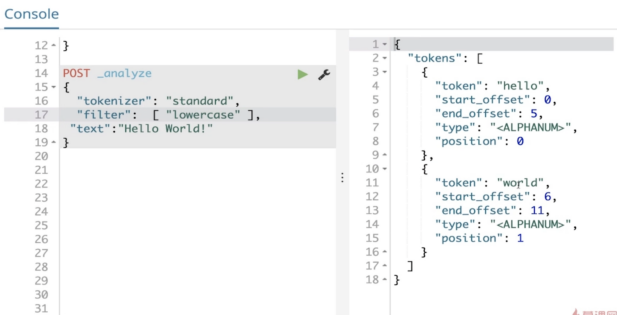 Console
12 }
13
14 POST _analyze
15 {
16 "tokenizer": "standard",
17 "filter": [ "lowercase" ],
18 "text":"Hello World!"
19 }
20
21
22
23
24
25
26
27
28
29
30
31
1 {
2 "tokens": [
3 {
4 "token": "hello",
5 "start_offset": 0,
6 "end_offset": 5,
7 "type": "<ALPHANUM>",
8 "position": 0
9 },
10 {
11 "token": "world",
12 "start_offset": 6,
13 "end_offset": 11,
14 "type": "<ALPHANUM>",
15 "position": 1
16 }
17 ]
18 }